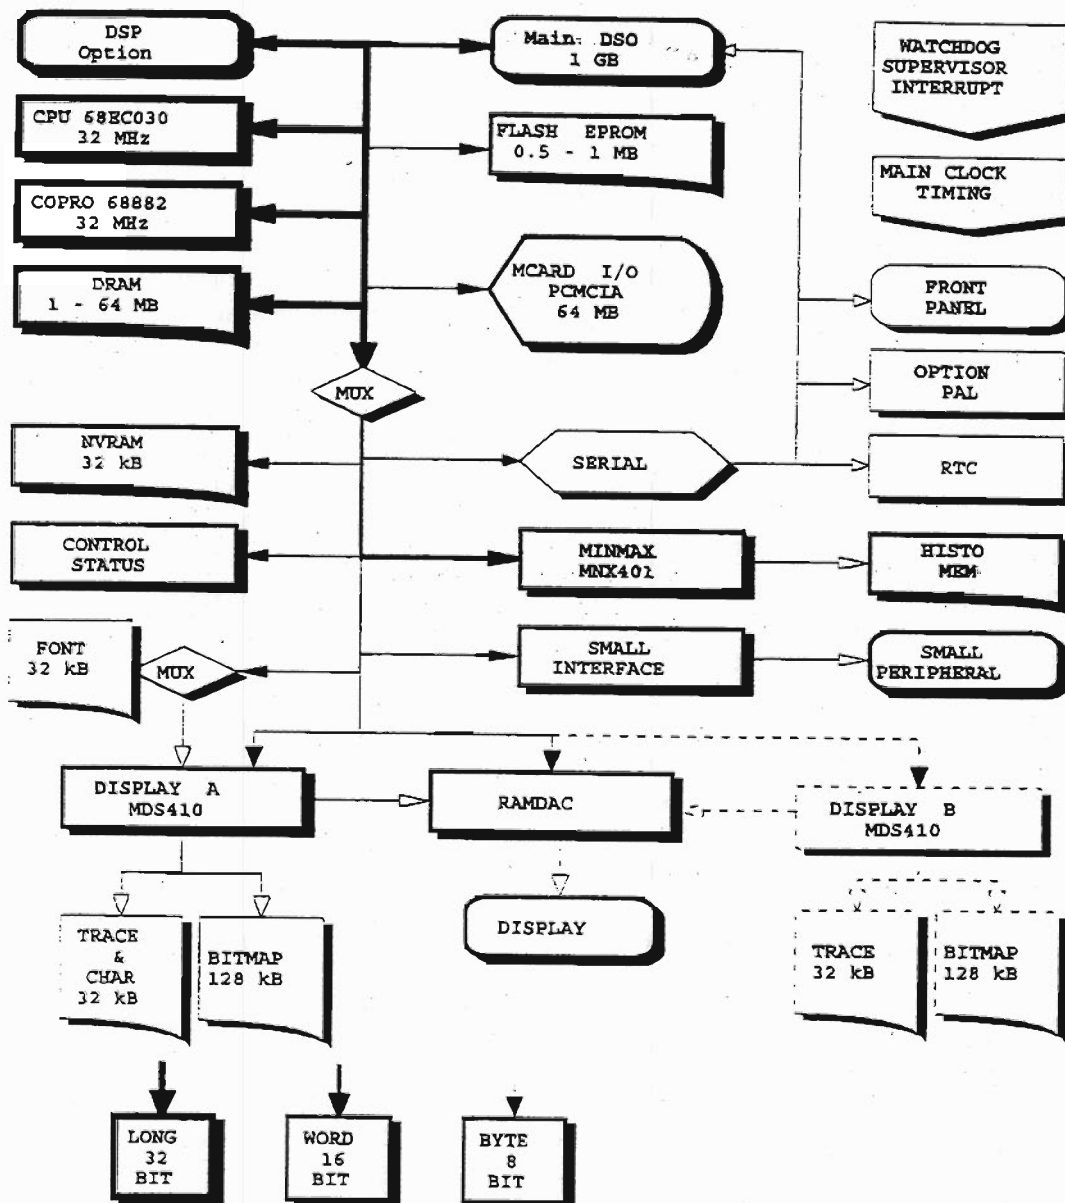 DSP
Option
Main DSO
1 GB
WATCHDOG
SUPERVISOR
INTERRUPT
CPU 68EC030
32 MHz
FLASH EPROM
0.5 - 1 MB
MAIN CLOCK
TIMING
COPRO 68882
32 MHz
DRAM
1 - 64 MB
MCARD I/O
PCMCIA
64 MB
FRONT
PANEL
MUX
OPTION
PAL
NVRAM
32 kB
SERIAL
RTC
CONTROL
STATUS
MINMAX
MNX401
HISTO
MEM
FONT
32 kB
MUX
SMALL
INTERFACE
SMALL
PERIPHERAL
DISPLAY A
MDS410
RAMDAC
DISPLAY B
MDS410
TRACE
&
CHAR
32 kB
BITMAP
128 kB
DISPLAY
TRACE
32 kB
BITMAP
128 kB
LONG
32
BIT
WORD
16
BIT
BYTE
8
BIT